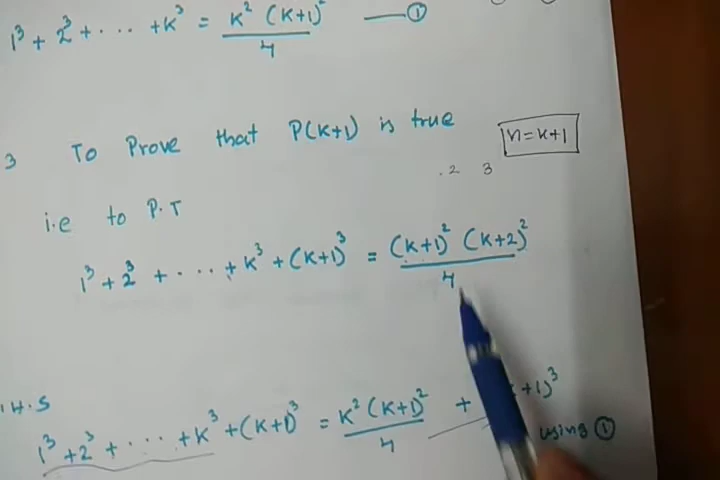 1³ + 2³ + ... + k³ = k² (k+1)² / 4 —— ①
3 To Prove that P(k+1) is true n = k+1
. 2 3
i.e to P.T
1³ + 2³ + .... + k³ + (k+1)³ = (k+1)² (k+2)² / 4
H.S
1³ + 2³ + .... + k³ + (k+1)³ = k² (k+1)² / 4 + +1)³
using ①